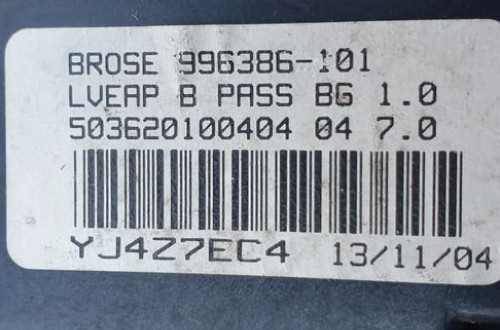 BROSE 996386-101
LVEAP B PASS BG 1.0
503620100404 04 7.0
YJ4Z7EC4 13/11/04